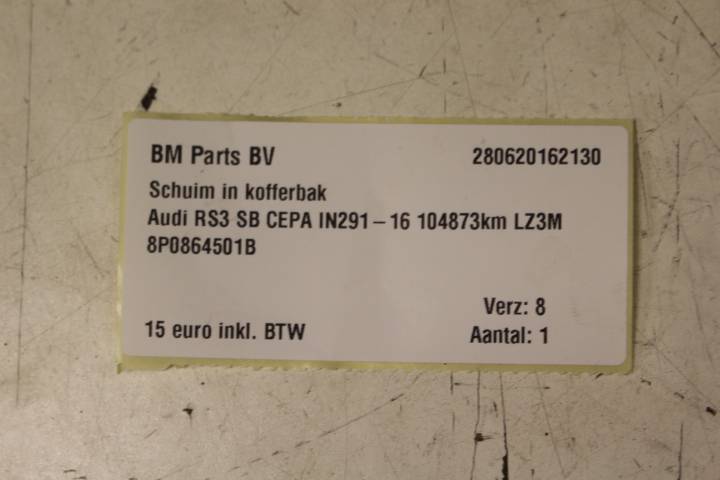 BM Parts BV 280620162130
Schuim in kofferbak
Audi RS3 SB CEPA IN291-16 104873km LZ3M
8P0864501B
Verz: 8
15 euro inkl. BTW Aantal: 1